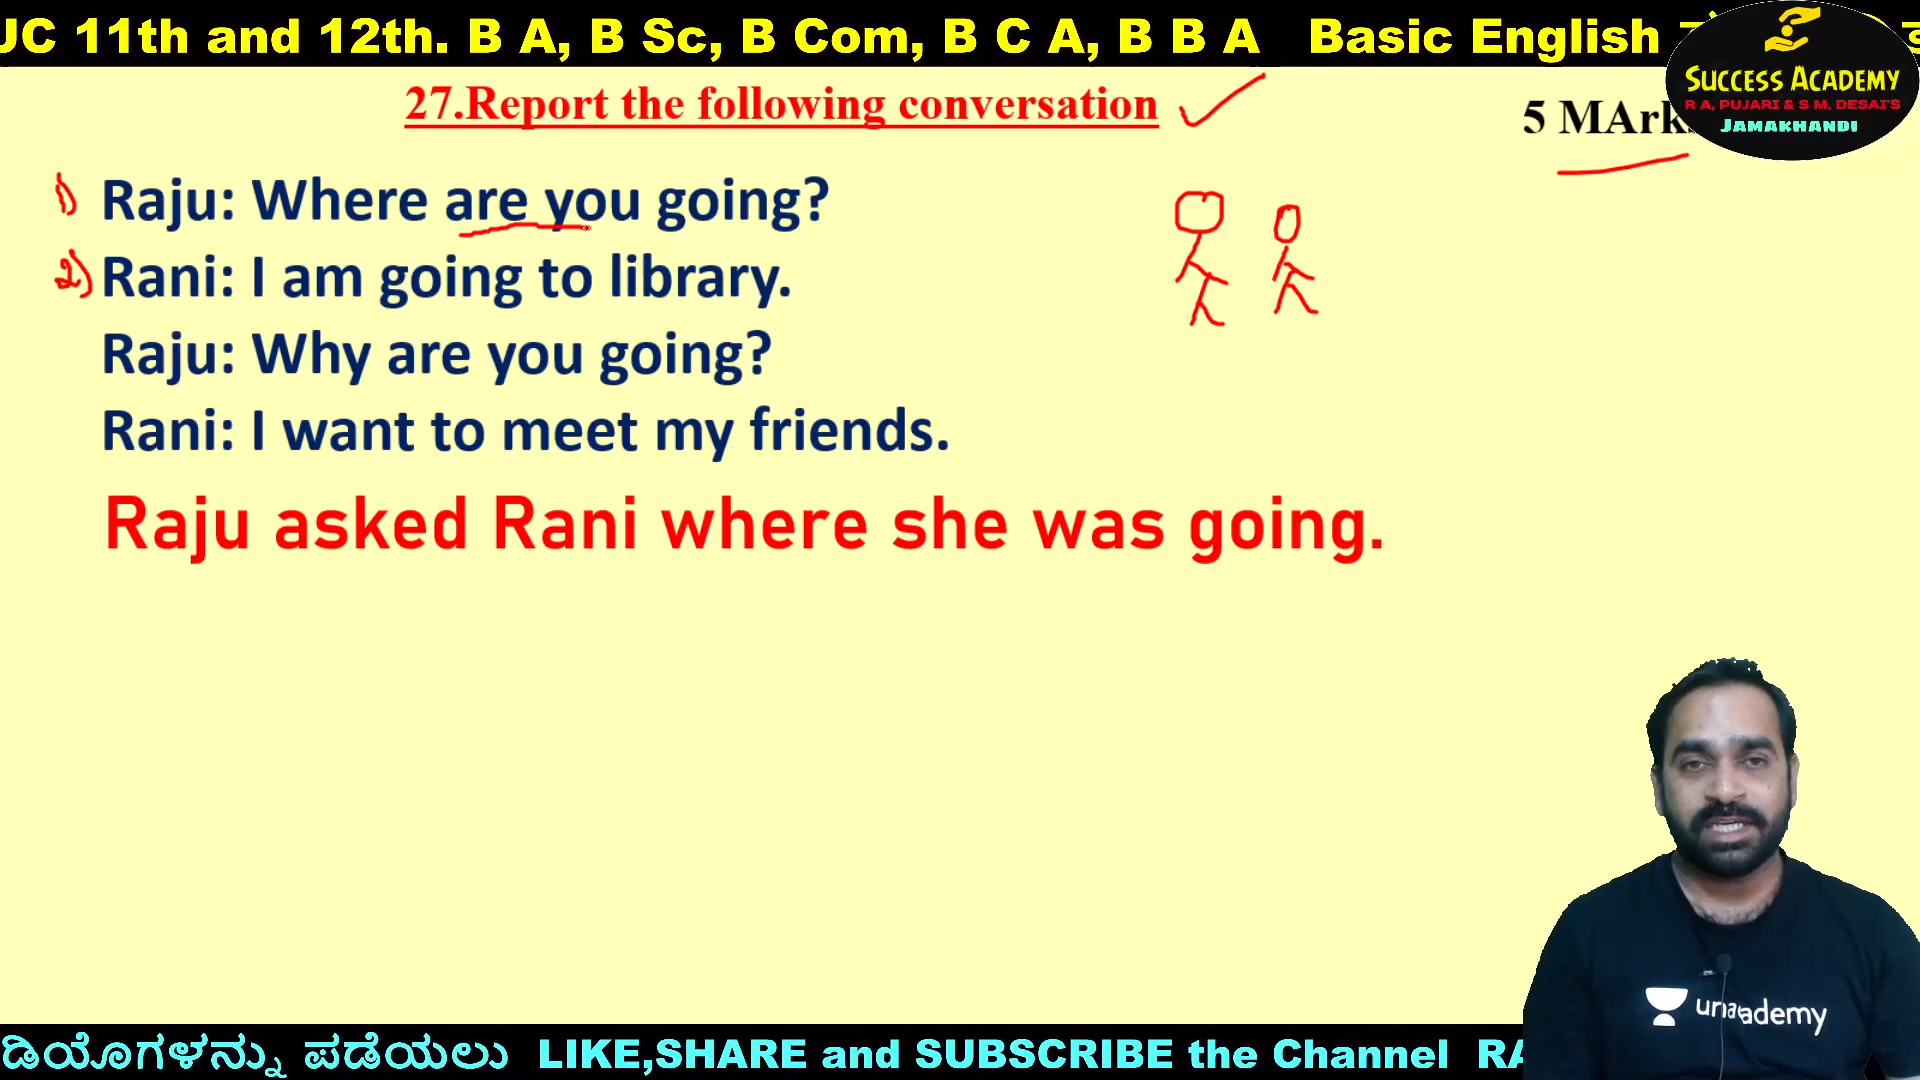 UC 11th and 12th. B A, B Sc, B Com, B C A, B B A Basic English
SUCCESS ACADEMY
R A, PUJARI & S M. DESAI'S
JAMAKHANDI
27.Report the following conversation
5 MArk
1) Raju: Where are you going?
2) Rani: I am going to library.
Raju: Why are you going?
Rani: I want to meet my friends.
Raju asked Rani where she was going.
unacademy
ಡಿಯೊಗಳನ್ನು ಪಡೆಯಲು LIKE,SHARE and SUBSCRIBE the Channel RA